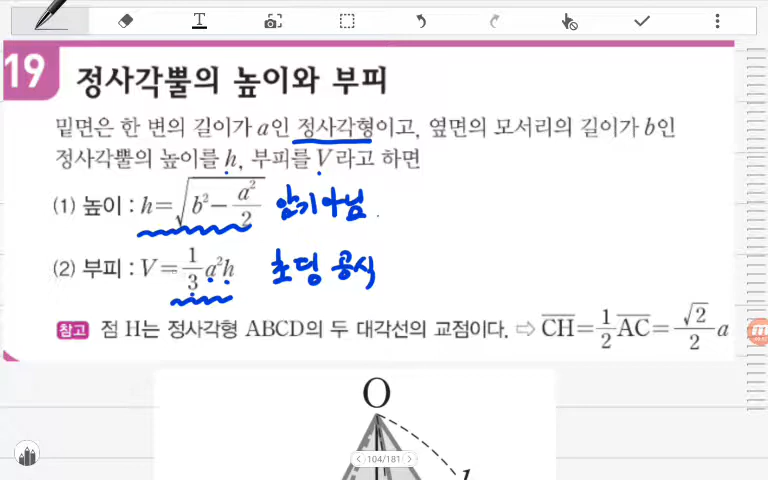 T
19 정사각뿔의 높이와 부피
밑면은 한 변의 길이가 a인 정사각형이고, 옆면의 모서리의 길이가 b인
정사각뿔의 높이를 h, 부피를 V라고 하면
(1) 높이 : h=√(b²−a²/2) 암기아님
(2) 부피 : V=1/3a²h 초딩 공식
참고 점 H는 정사각형 ABCD의 두 대각선의 교점이다. ⇨ C̅H̅=1/2A̅C̅=√2/2 a
O
104/181